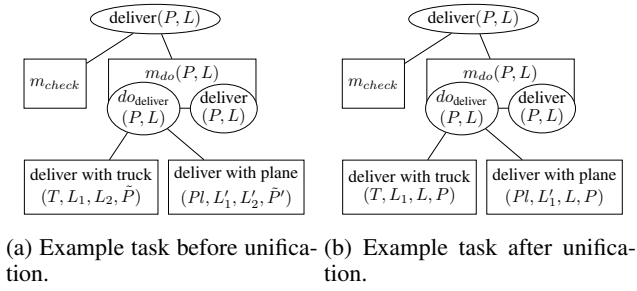 deliver(P, L)
m_check
m_do(P, L)
do_deliver
(P, L)
deliver
(P, L)
deliver with truck
(T, L_1, L_2, P̃)
deliver with plane
(Pl, L′_1, L′_2, P̃′)
(a) Example task before unifica-
tion.
deliver(P, L)
m_check
m_do(P, L)
do_deliver
(P, L)
deliver
(P, L)
deliver with truck
(T, L_1, L, P)
deliver with plane
(Pl, L′_1, L, P)
(b) Example task after unifica-
tion.